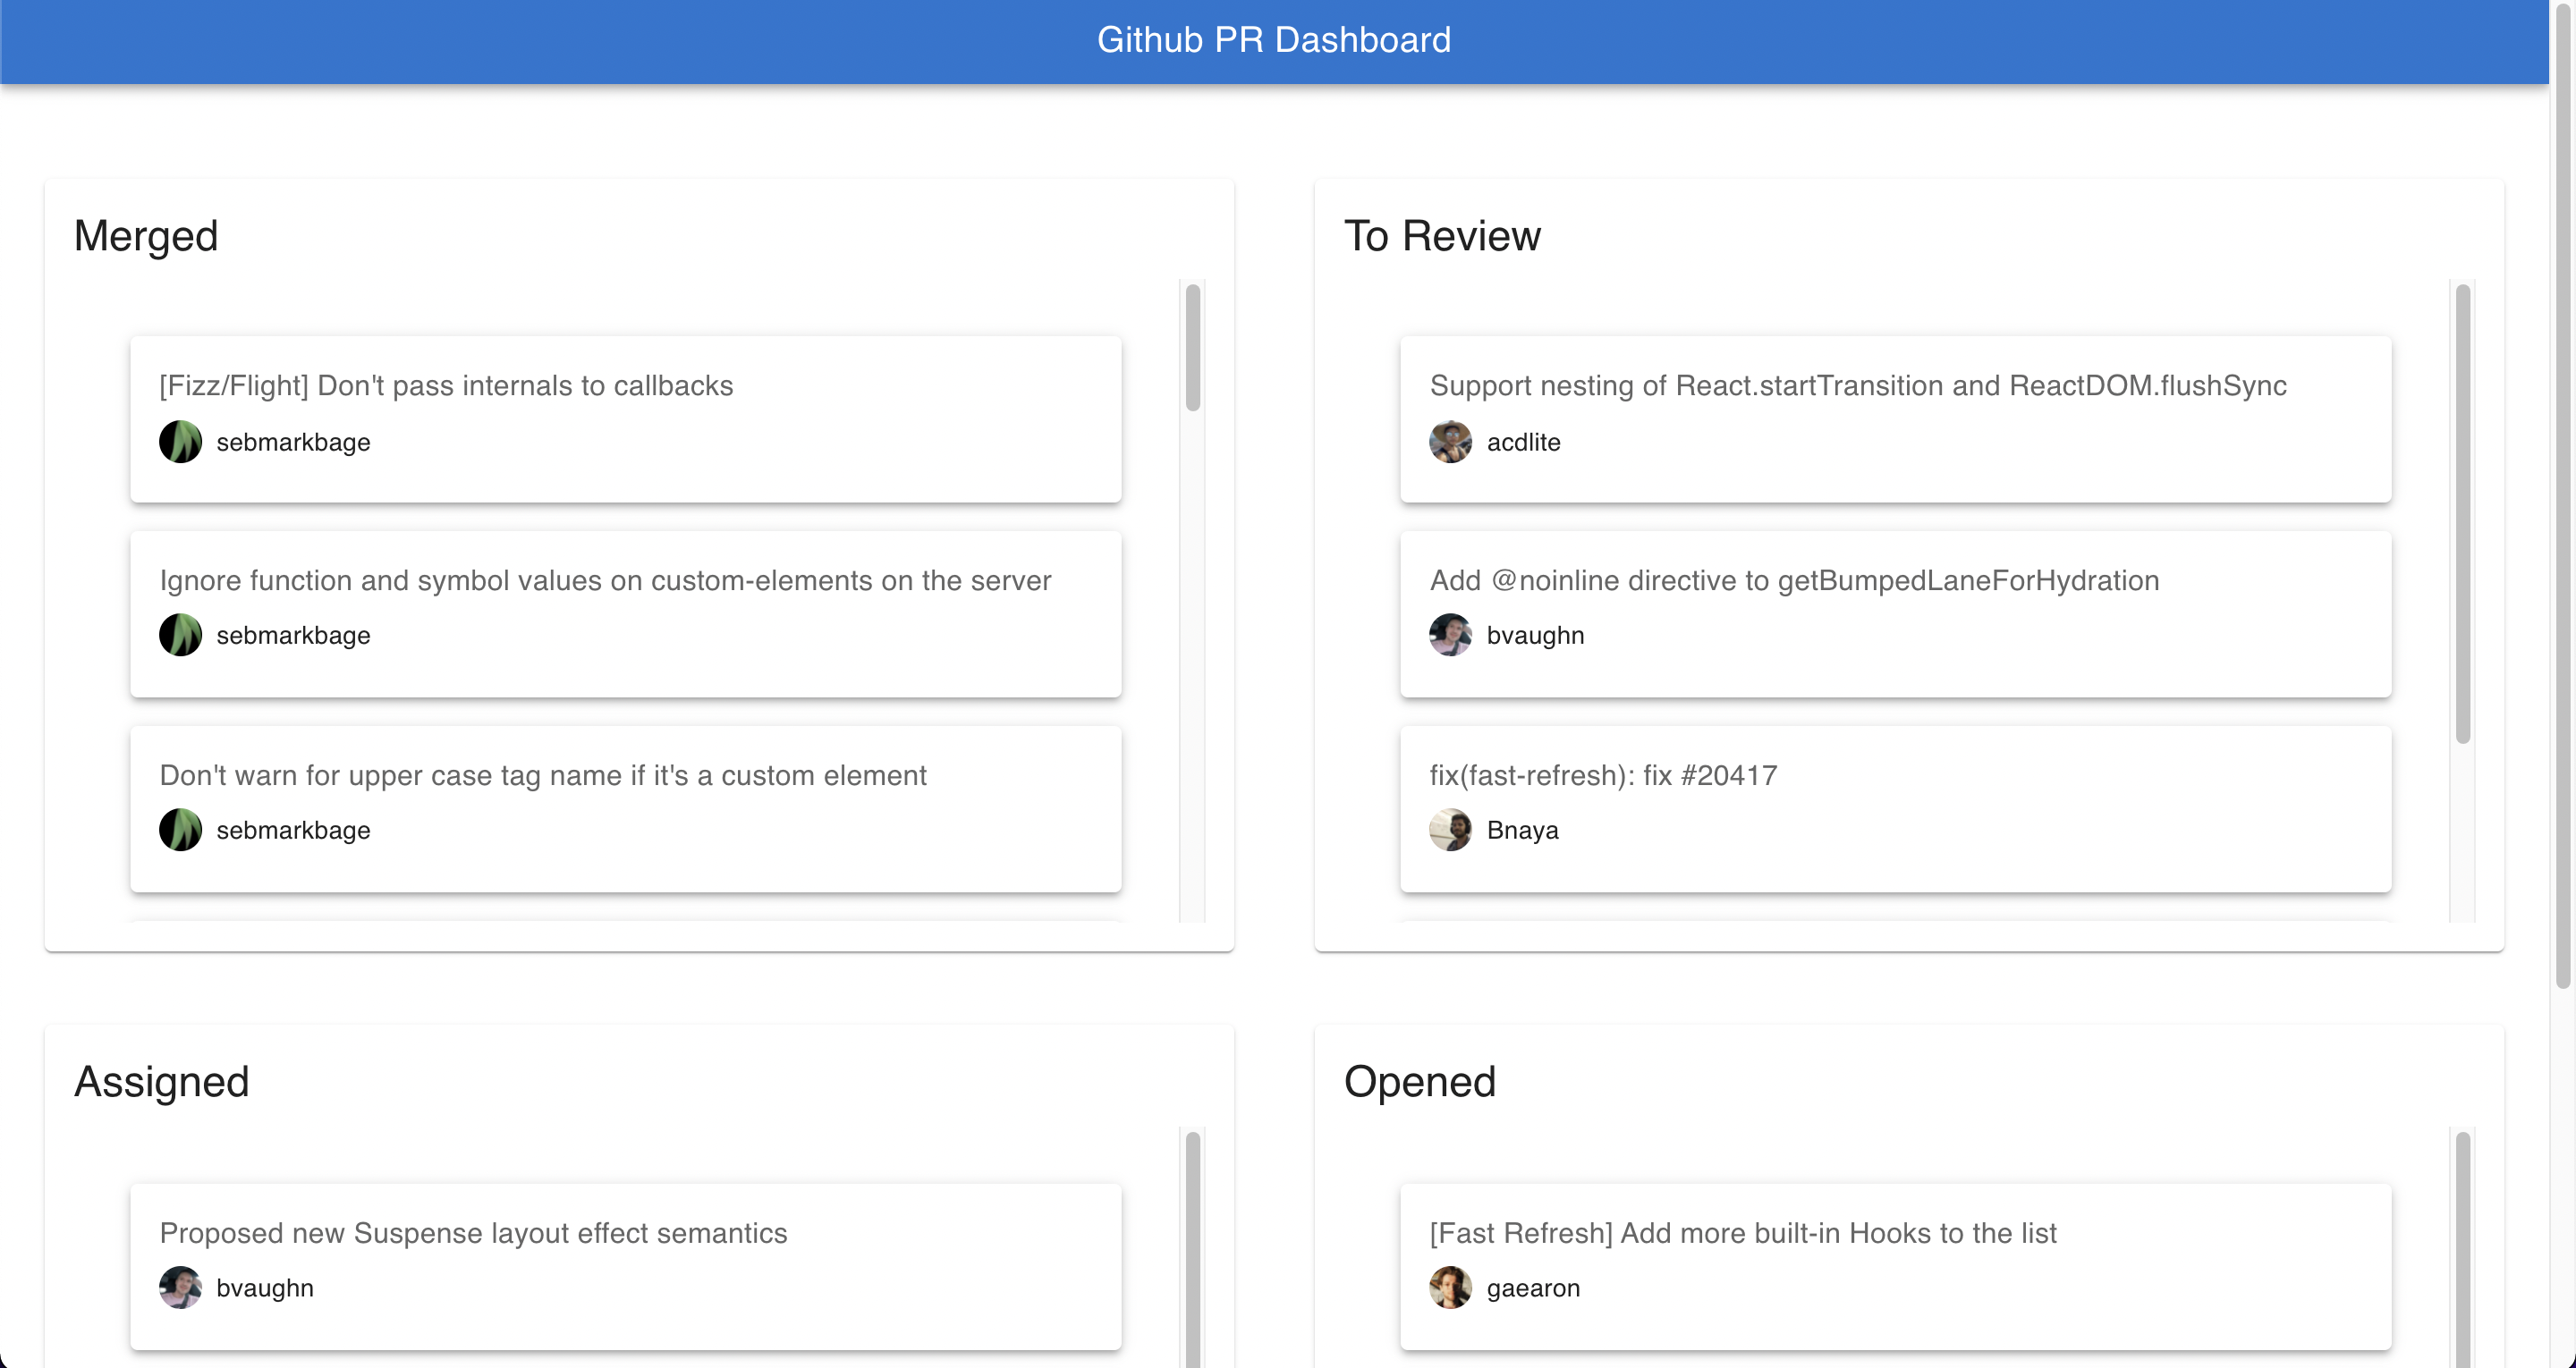 Github PR Dashboard
Merged
[Fizz/Flight] Don't pass internals to callbacks
sebmarkbage
Ignore function and symbol values on custom-elements on the server
sebmarkbage
Don't warn for upper case tag name if it's a custom element
sebmarkbage
To Review
Support nesting of React.startTransition and ReactDOM.flushSync
acdlite
Add @noinline directive to getBumpedLaneForHydration
bvaughn
fix(fast-refresh): fix #20417
Bnaya
Assigned
Proposed new Suspense layout effect semantics
bvaughn
Opened
[Fast Refresh] Add more built-in Hooks to the list
gaearon